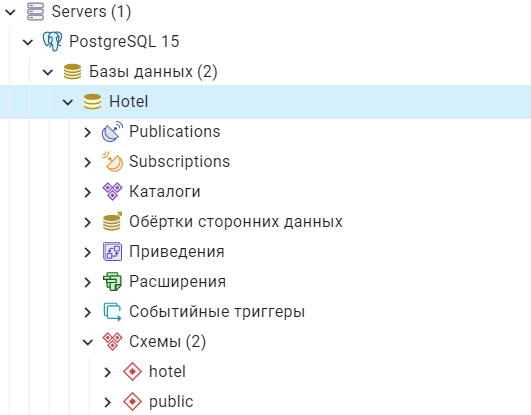 Servers (1)
PostgreSQL 15
Базы данных (2)
Hotel
Publications
Subscriptions
Каталоги
Обёртки сторонних данных
Приведения
Расширения
Событийные триггеры
Схемы (2)
hotel
public